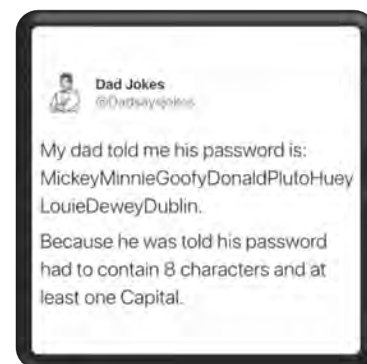 Dad Jokes
@Dadsaysjokes
My dad told me his password is:
MickeyMinnieGoofyDonaldPlutoHuey
LouieDeweyDublin.
Because he was told his password
had to contain 8 characters and at
least one Capital.